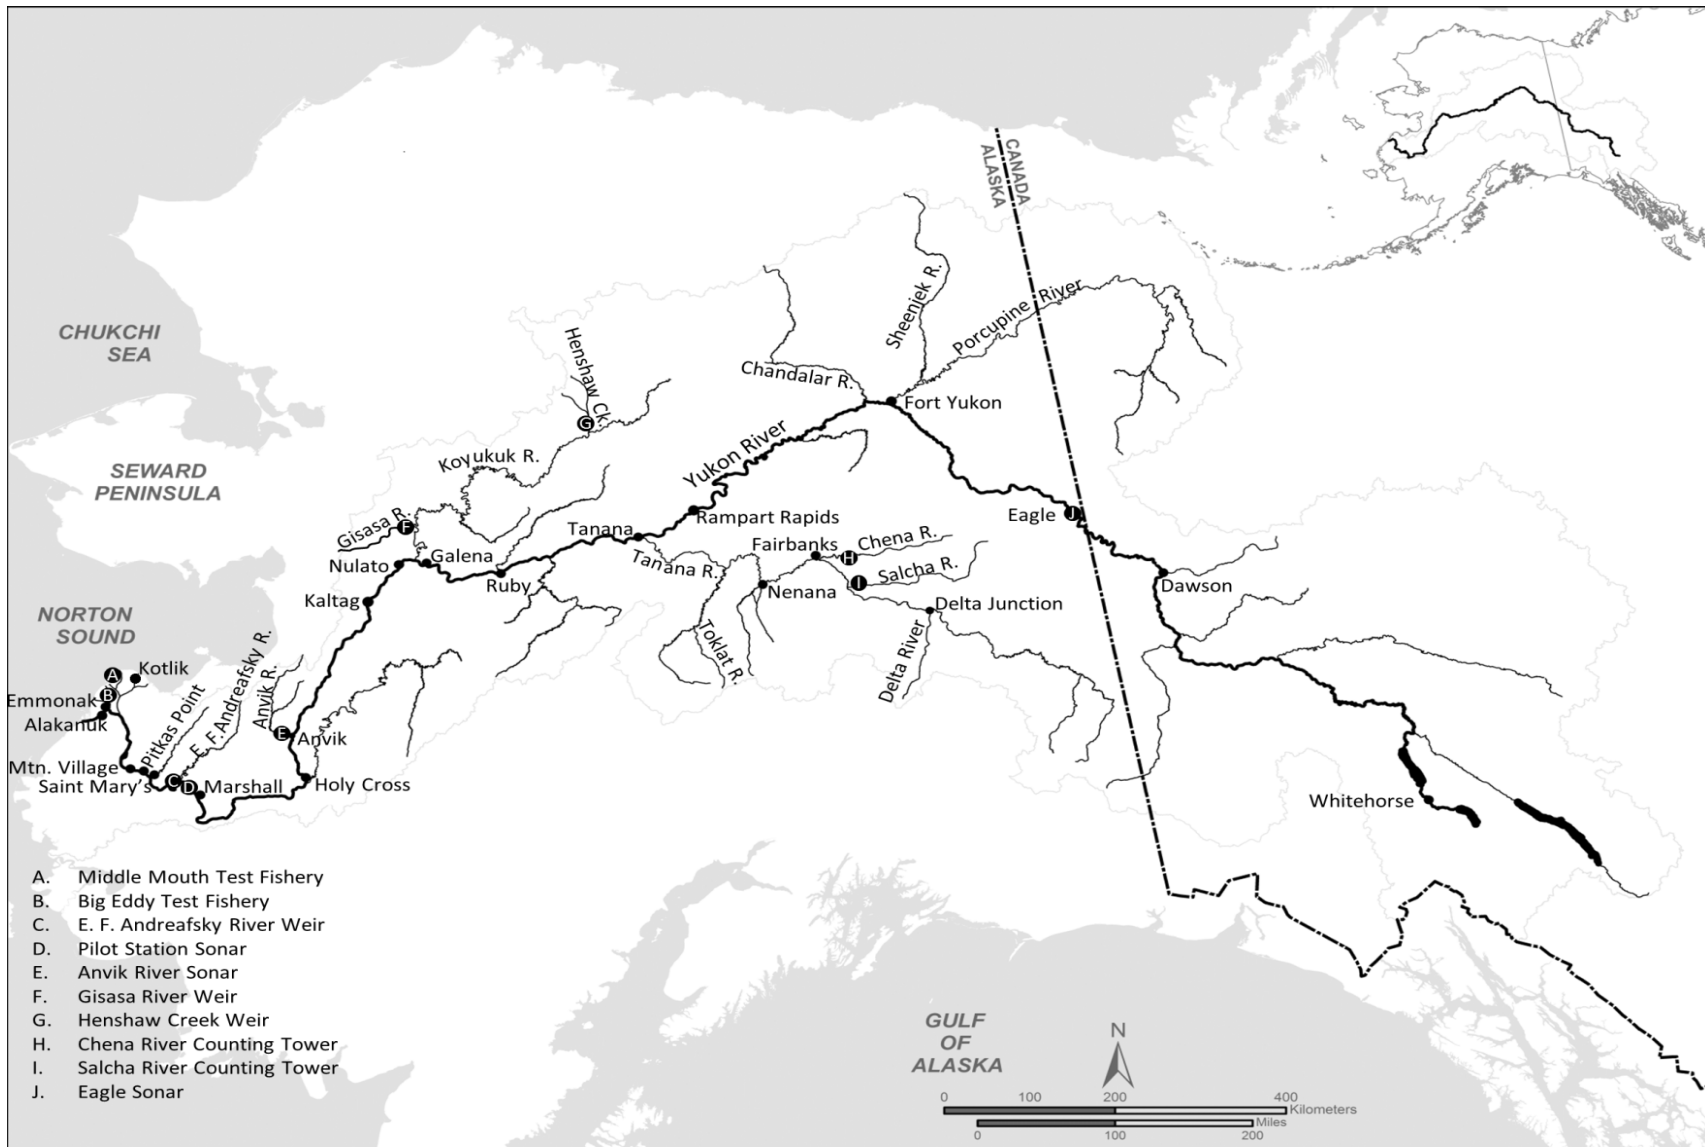 CANADA
ALASKA
CHUKCHI
SEA
SEWARD
PENINSULA
NORTON
SOUND
Henshaw Ck.
Koyukuk R.
Gisasa R.
Chandalar R.
Sheenjek R.
Porcupine River
Fort Yukon
Yukon River
Rampart Rapids
Tanana
Tanana R.
Galena
Nulato
Ruby
Kaltag
Fairbanks
Chena R.
Salcha R.
Nenana
Toklat R.
Delta Junction
Delta River
Eagle
Dawson
Whitehorse
Kotlik
Emmonak
Alakanuk
Pitkas Point
E. F. Andreafsky R.
Anvik R.
Anvik
Mtn. Village
Saint Mary's
Marshall
Holy Cross
A
B
C
D
E
F
G
H
I
J
A. Middle Mouth Test Fishery
B. Big Eddy Test Fishery
C. E. F. Andreafsky River Weir
D. Pilot Station Sonar
E. Anvik River Sonar
F. Gisasa River Weir
G. Henshaw Creek Weir
H. Chena River Counting Tower
I. Salcha River Counting Tower
J. Eagle Sonar
GULF
OF
ALASKA
N
0 100 200 400
Kilometers
Miles
0 100 200